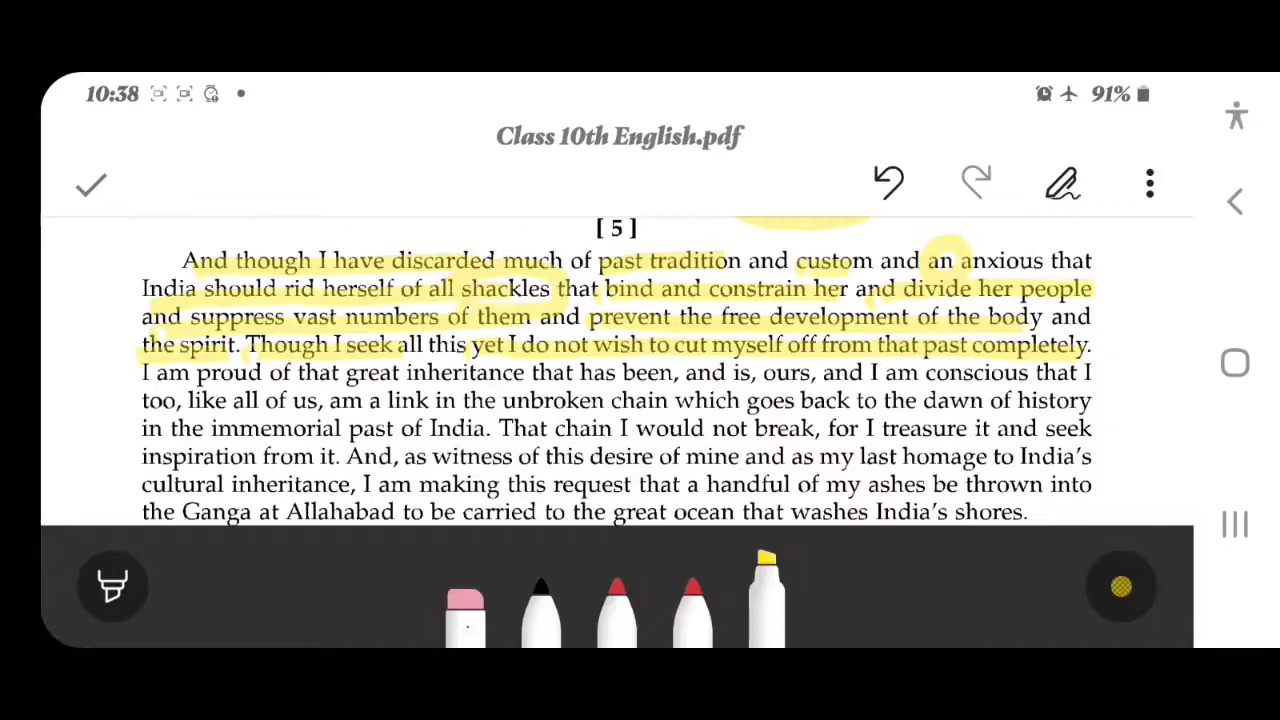 10:38
91%
Class 10th English.pdf
[ 5 ]
And though I have discarded much of past tradition and custom and an anxious that
India should rid herself of all shackles that bind and constrain her and divide her people
and suppress vast numbers of them and prevent the free development of the body and
the spirit. Though I seek all this yet I do not wish to cut myself off from that past completely.
I am proud of that great inheritance that has been, and is, ours, and I am conscious that I
too, like all of us, am a link in the unbroken chain which goes back to the dawn of history
in the immemorial past of India. That chain I would not break, for I treasure it and seek
inspiration from it. And, as witness of this desire of mine and as my last homage to India's
cultural inheritance, I am making this request that a handful of my ashes be thrown into
the Ganga at Allahabad to be carried to the great ocean that washes India's shores.